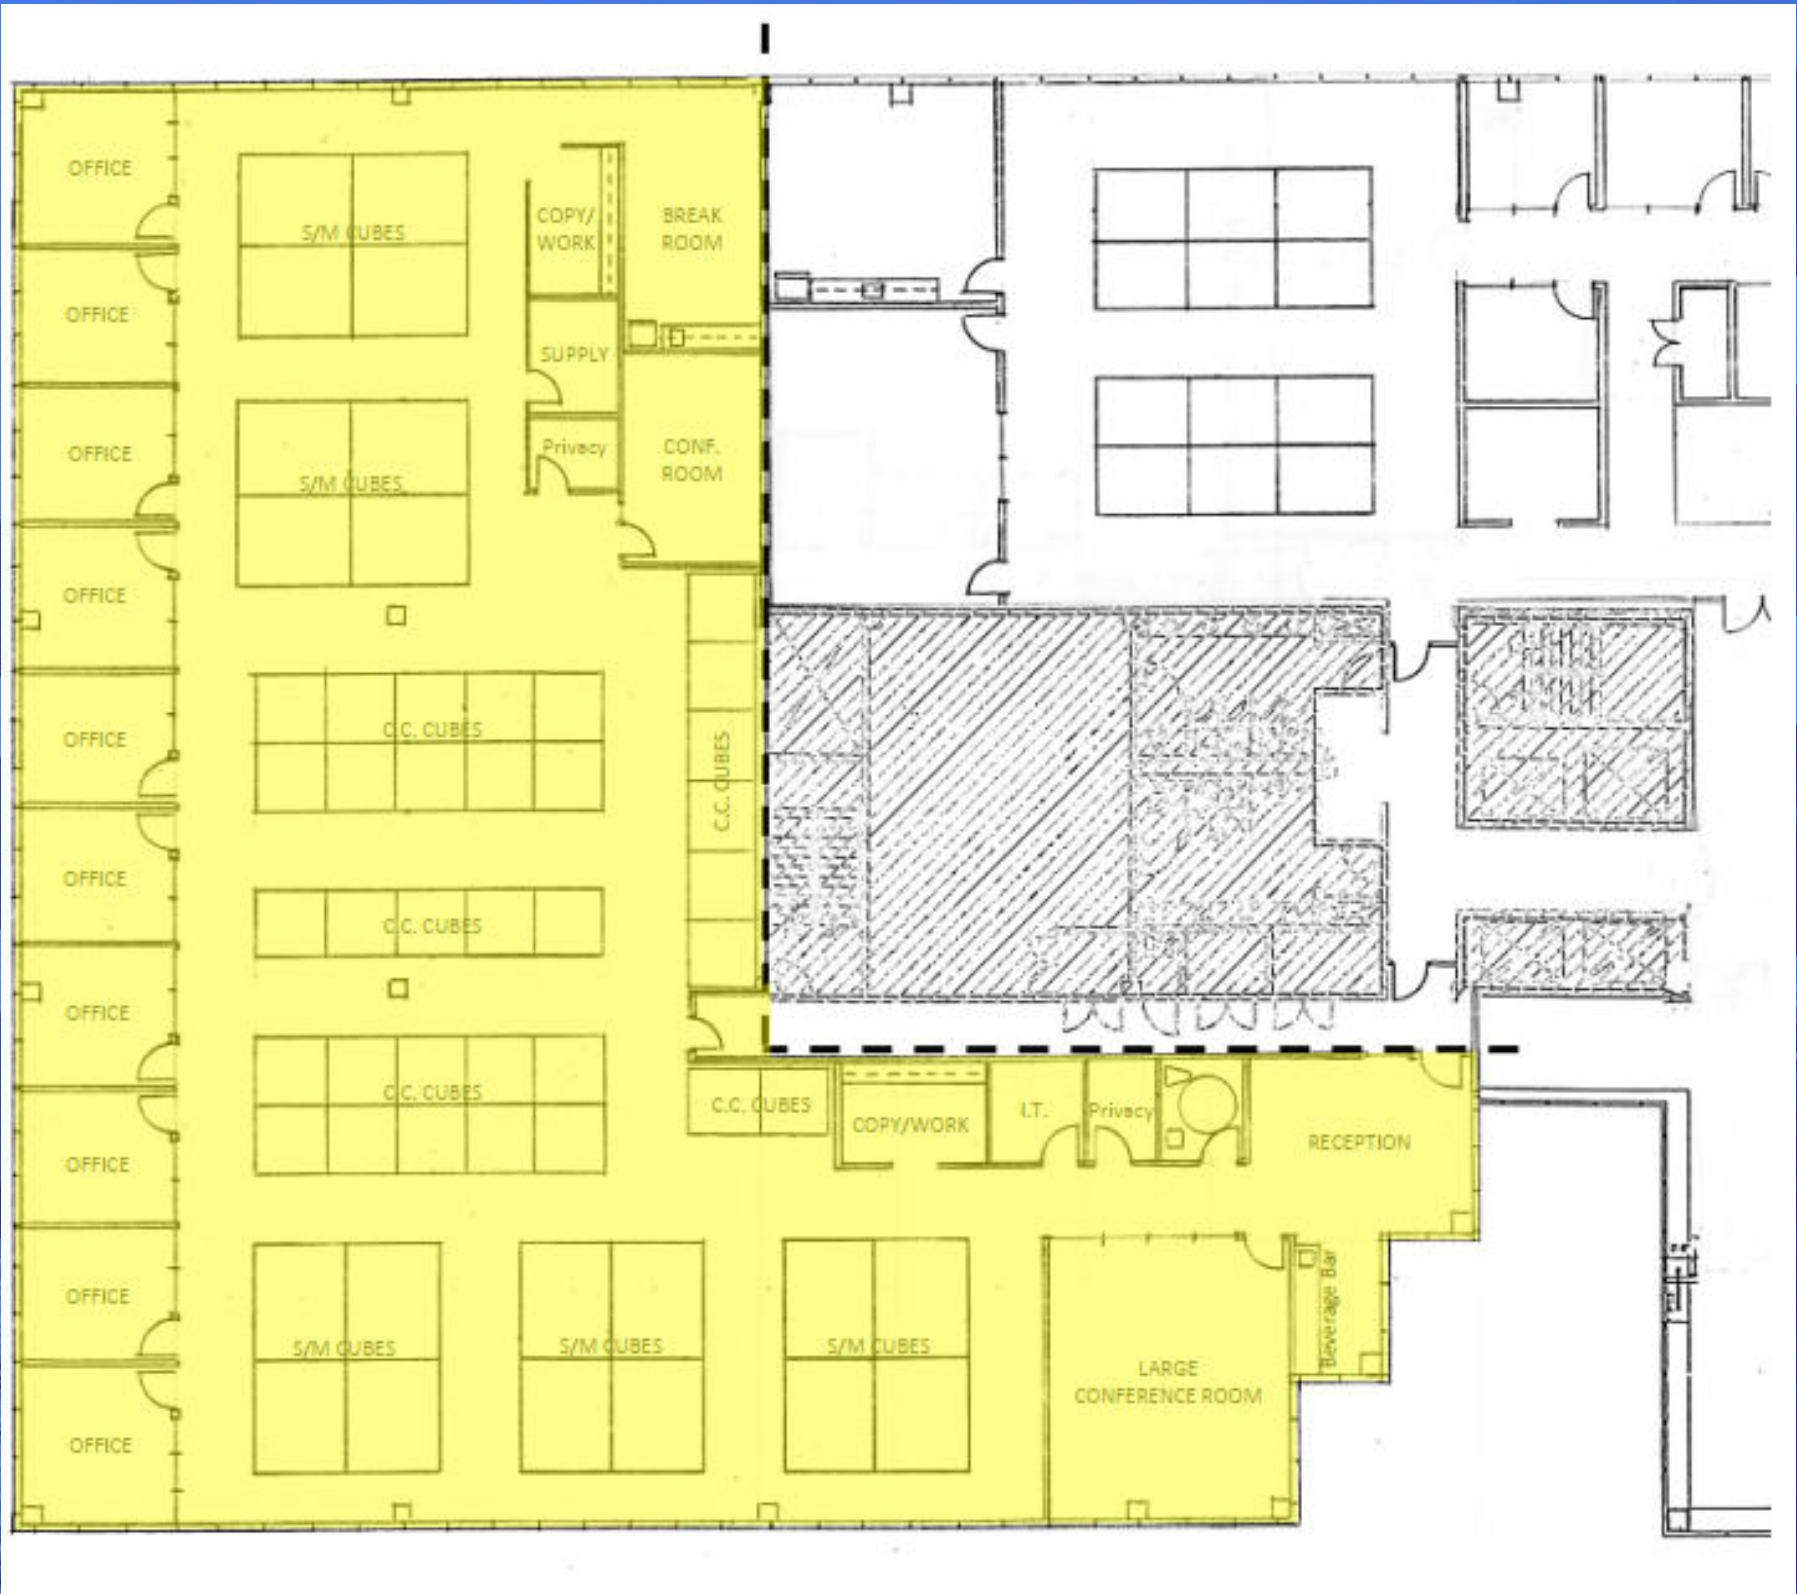 OFFICE
S/M CUBES
COPY/
WORK
BREAK
ROOM
OFFICE
SUPPLY
OFFICE
S/M CUBES
Privacy
CONF.
ROOM
OFFICE
OFFICE
C.C. CUBES
C.C. CUBES
OFFICE
C.C. CUBES
OFFICE
C.C. CUBES
C.C. CUBES
COPY/WORK
I.T.
Privacy
RECEPTION
OFFICE
OFFICE
S/M CUBES
S/M CUBES
S/M CUBES
Beverage Bar
LARGE
CONFERENCE ROOM
OFFICE